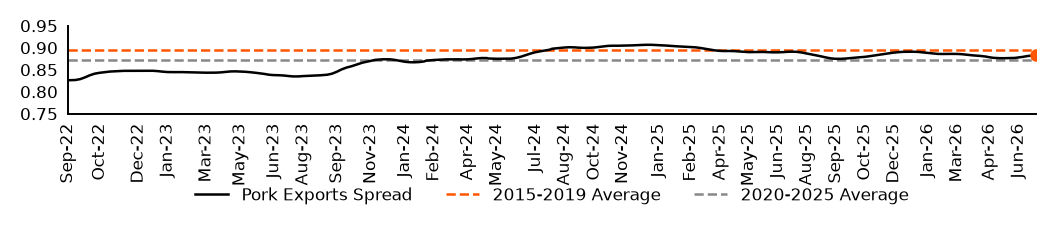 0.95
0.90
0.85
0.80
0.75
Sep-22 Oct-22 Dec-22 Jan-23 Mar-23 May-23 Jun-23 Aug-23 Sep-23 Nov-23 Jan-24 Feb-24 Apr-24 May-24 Jul-24 Aug-24 Oct-24 Nov-24 Jan-25 Feb-25 Apr-25 May-25 Jun-25 Aug-25 Sep-25 Oct-25 Dec-25 Jan-26 Mar-26 Apr-26 Jun-26
Pork Exports Spread 2015-2019 Average 2020-2025 Average